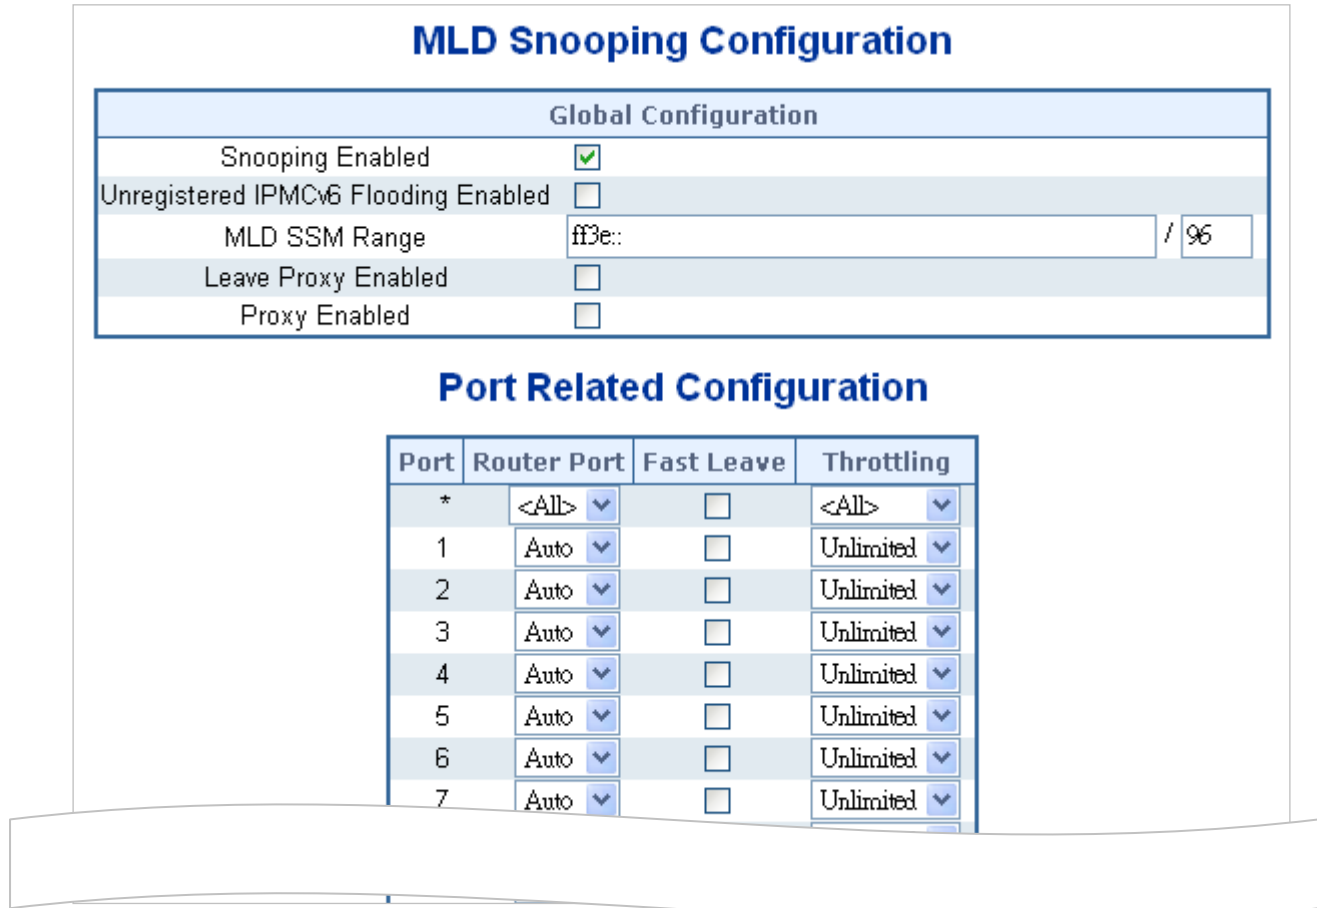 MLD Snooping Configuration
Global Configuration
Snooping Enabled
Unregistered IPMCv6 Flooding Enabled
MLD SSM Range ff3e:: / 96
Leave Proxy Enabled
Proxy Enabled
Port Related Configuration
Port Router Port Fast Leave Throttling
* <All> <All>
1 Auto Unlimited
2 Auto Unlimited
3 Auto Unlimited
4 Auto Unlimited
5 Auto Unlimited
6 Auto Unlimited
7 Auto Unlimited